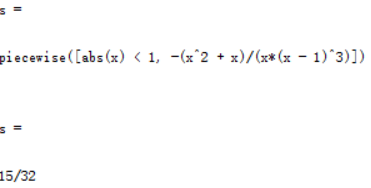 s =
piecewise([abs(x) < 1, -(x^2 + x)/(x*(x - 1)^3)])
s =
15/32